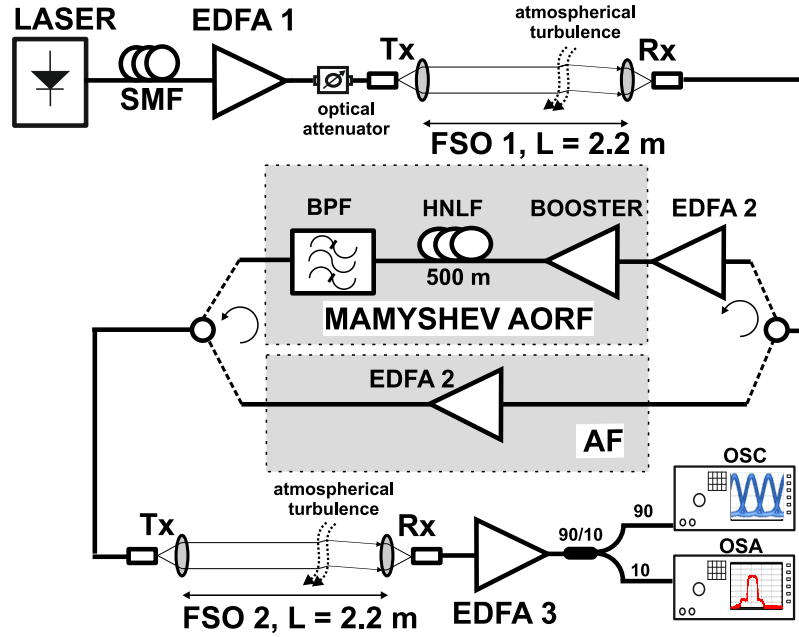 LASER
EDFA 1
SMF
optical
attenuator
Tx
atmospherical
turbulence
Rx
FSO 1, L = 2.2 m
BPF
HNLF
BOOSTER
EDFA 2
500 m
MAMYSHEV AORF
EDFA 2
AF
Tx
atmospherical
turbulence
Rx
FSO 2, L = 2.2 m
EDFA 3
90/10
90
10
OSC
OSA